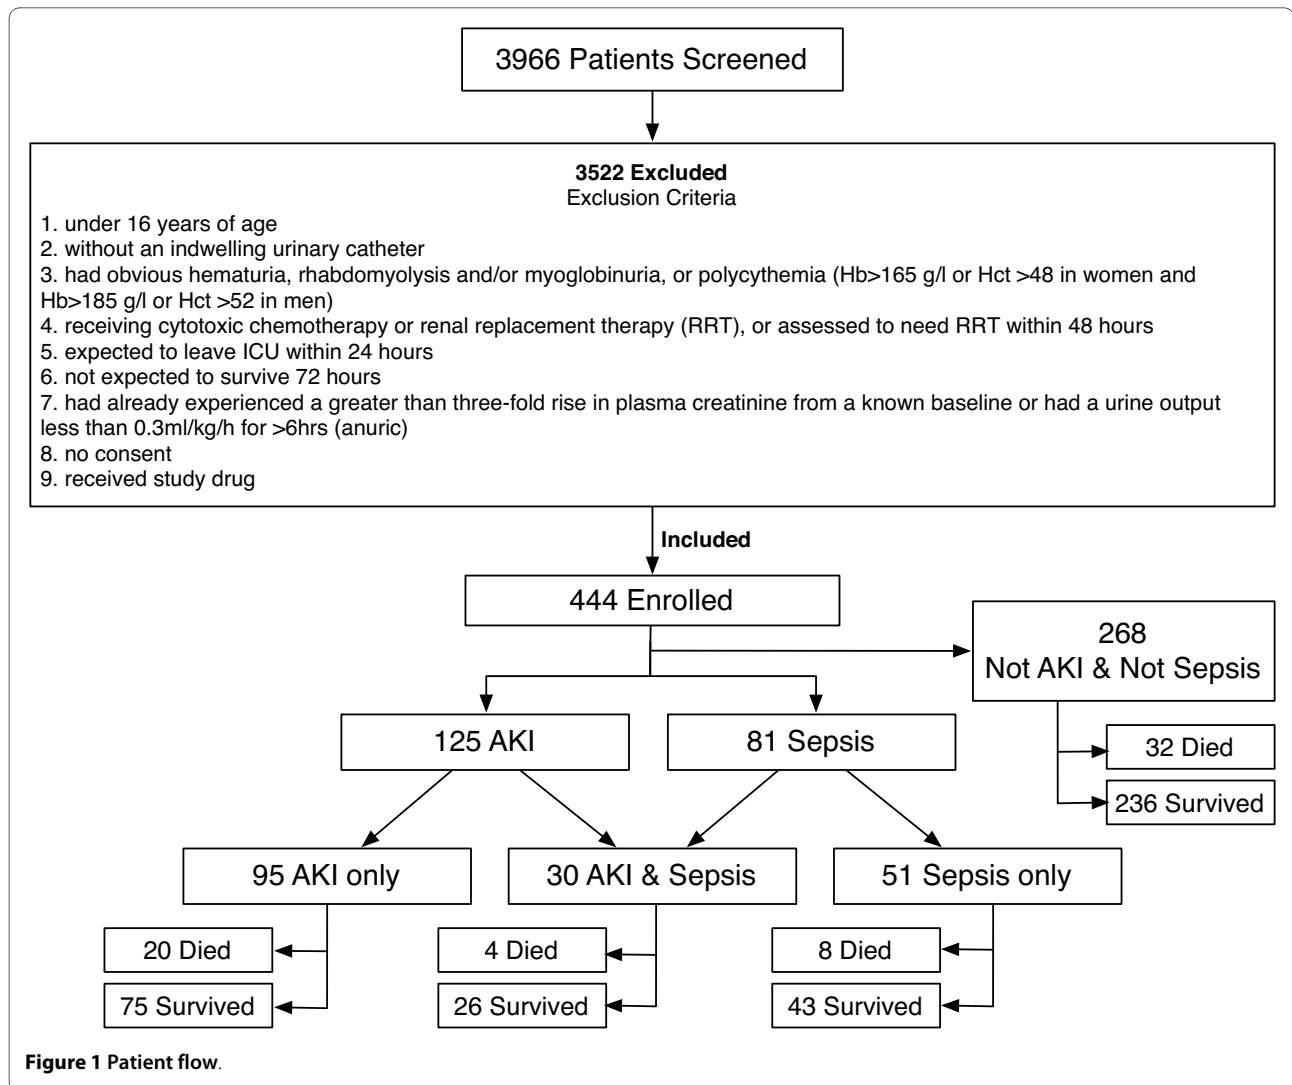 3966 Patients Screened
3522 Excluded
Exclusion Criteria
1. under 16 years of age
2. without an indwelling urinary catheter
3. had obvious hematuria, rhabdomyolysis and/or myoglobinuria, or polycythemia (Hb>165 g/l or Hct >48 in women and
Hb>185 g/l or Hct >52 in men)
4. receiving cytotoxic chemotherapy or renal replacement therapy (RRT), or assessed to need RRT within 48 hours
5. expected to leave ICU within 24 hours
6. not expected to survive 72 hours
7. had already experienced a greater than three-fold rise in plasma creatinine from a known baseline or had a urine output
less than 0.3ml/kg/h for >6hrs (anuric)
8. no consent
9. received study drug
Included
444 Enrolled
268
Not AKI & Not Sepsis
125 AKI
81 Sepsis
32 Died
236 Survived
95 AKI only
30 AKI & Sepsis
51 Sepsis only
20 Died
4 Died
8 Died
75 Survived
26 Survived
43 Survived
Figure 1 Patient flow.